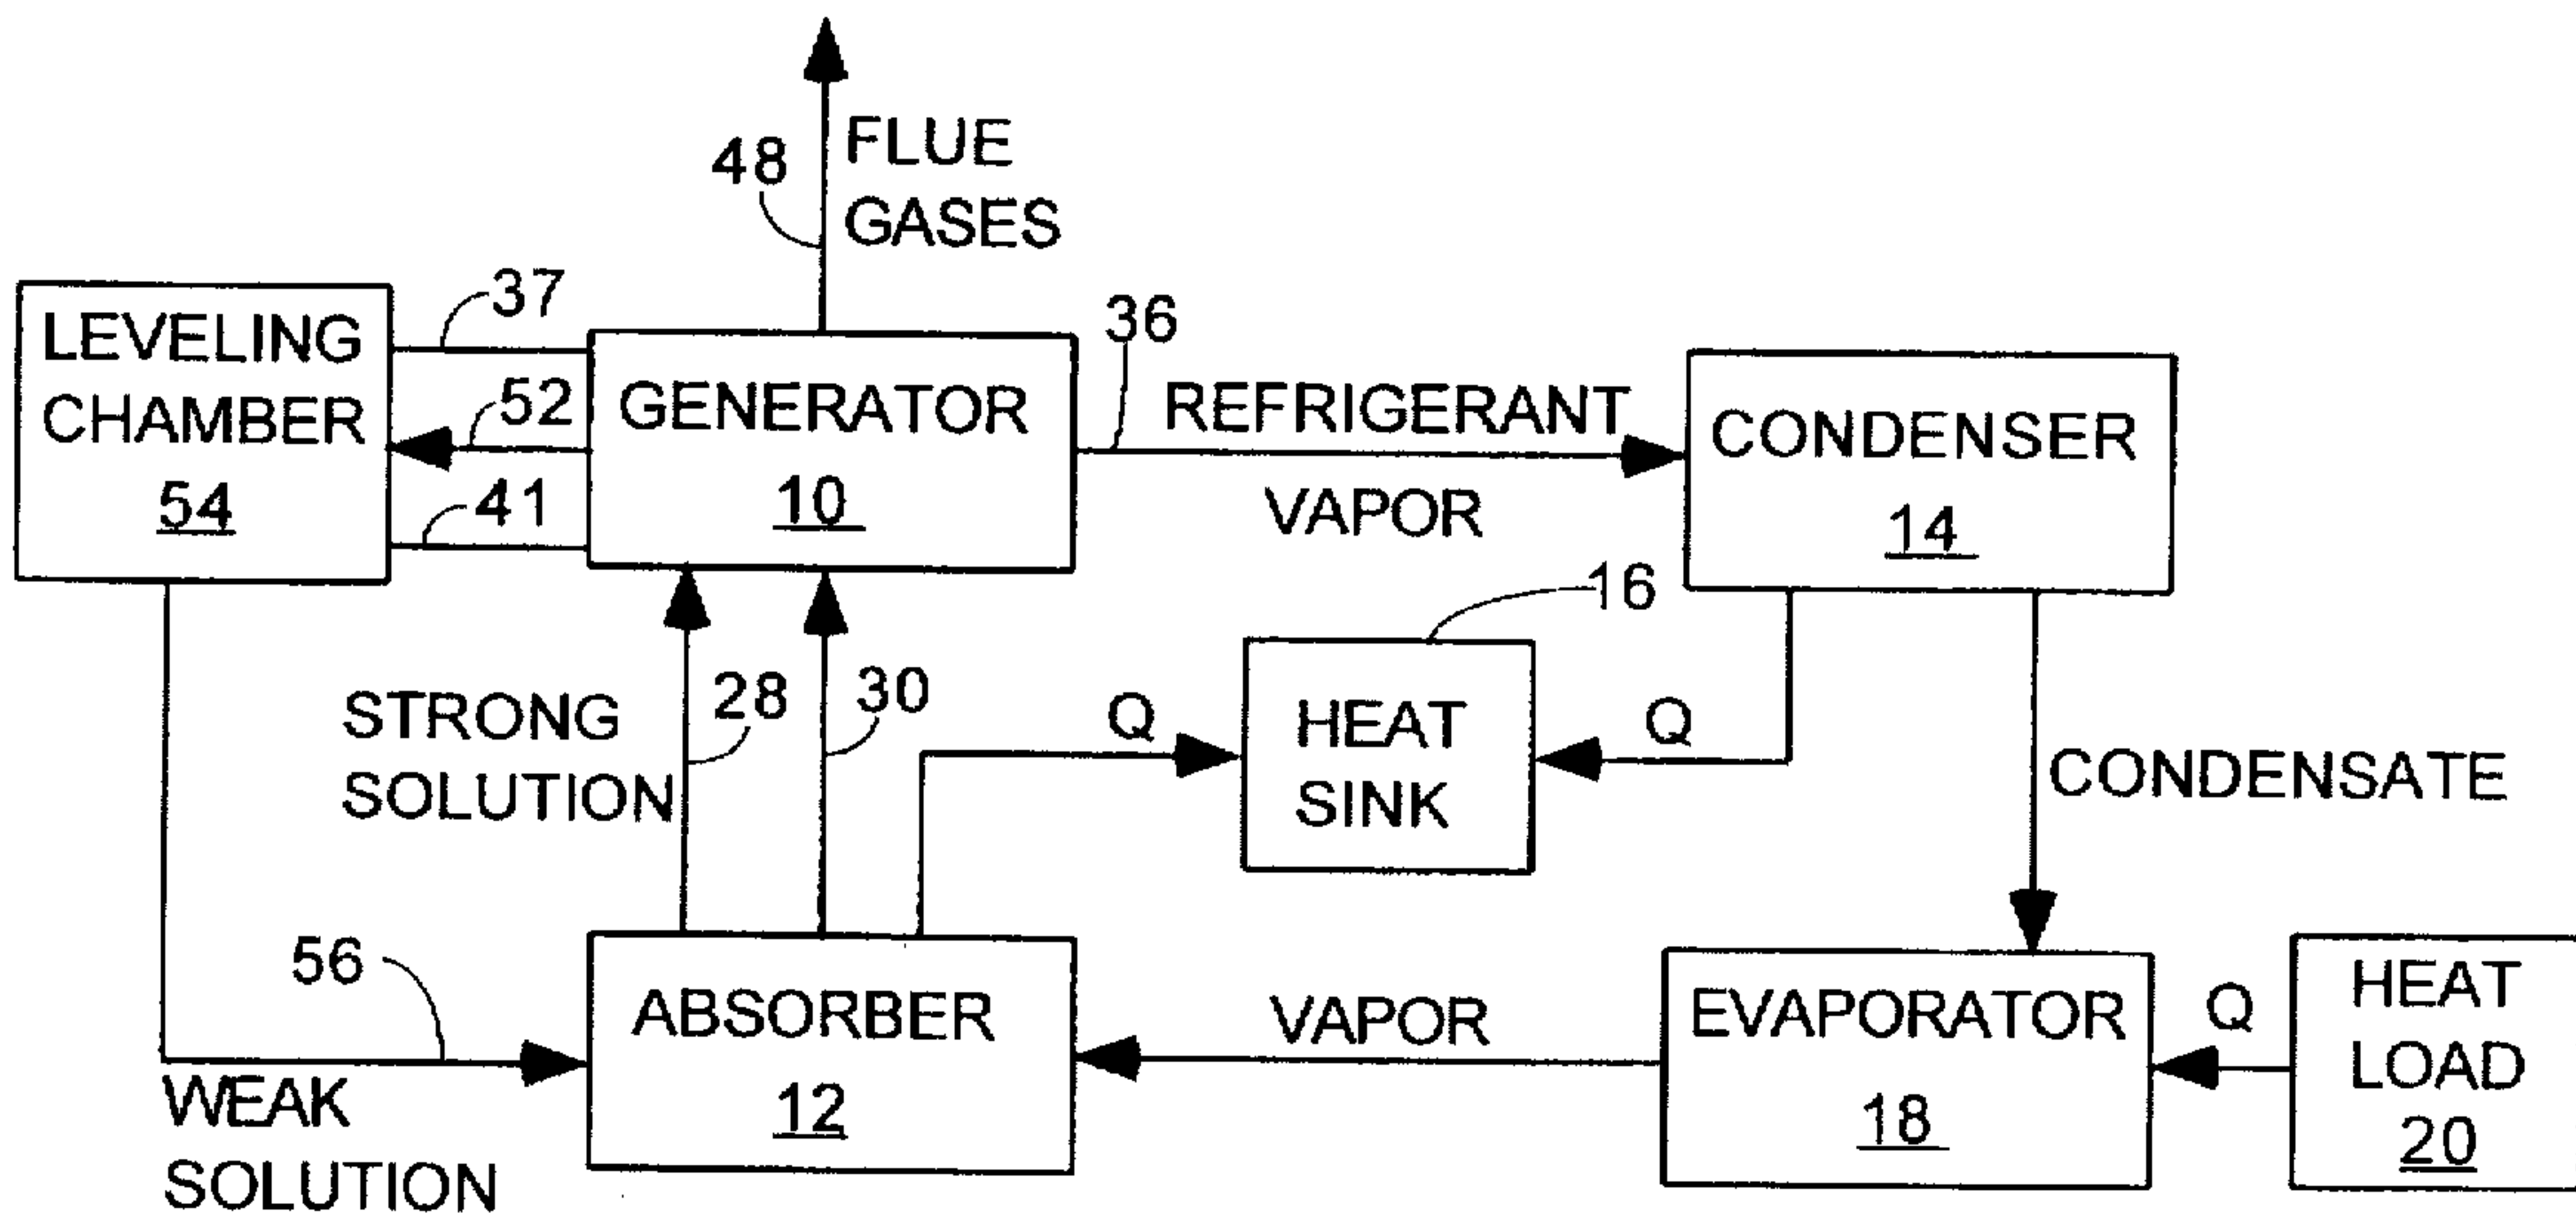 48
FLUE
GASES
37
LEVELING
CHAMBER
54
52
41
GENERATOR
10
36
REFRIGERANT
VAPOR
CONDENSER
14
16
HEAT
SINK
Q
Q
STRONG
SOLUTION
28
30
CONDENSATE
56
WEAK
SOLUTION
ABSORBER
12
VAPOR
EVAPORATOR
18
Q
HEAT
LOAD
20